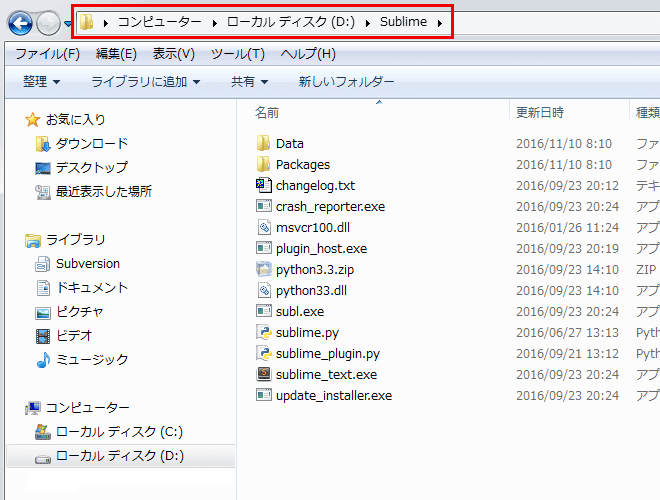 コンピューター ローカル ディスク (D:) Sublime
ファイル(F) 編集(E) 表示(V) ツール(T) ヘルプ(H)
整理 ライブラリに追加 共有 新しいフォルダー
お気に入り
ダウンロード
デスクトップ
最近表示した場所
ライブラリ
Subversion
ドキュメント
ピクチャ
ビデオ
ミュージック
コンピューター
ローカル ディスク (C:)
ローカル ディスク (D:)
名前 更新日時 種類
Data 2016/11/10 8:10 ファ
Packages 2016/11/10 8:10 ファ
changelog.txt 2016/09/23 20:12 テキ
crash_reporter.exe 2016/09/23 20:24 アプ
msvcr100.dll 2016/01/26 11:24 アプ
plugin_host.exe 2016/09/23 20:19 アプ
python3.3.zip 2016/09/23 14:10 ZIP
python33.dll 2016/09/23 14:10 アプ
subl.exe 2016/09/23 20:24 アプ
sublime.py 2016/06/27 13:13 Pyth
sublime_plugin.py 2016/09/21 13:12 Pyth
sublime_text.exe 2016/09/23 20:24 アプ
update_installer.exe 2016/09/23 20:24 アプ